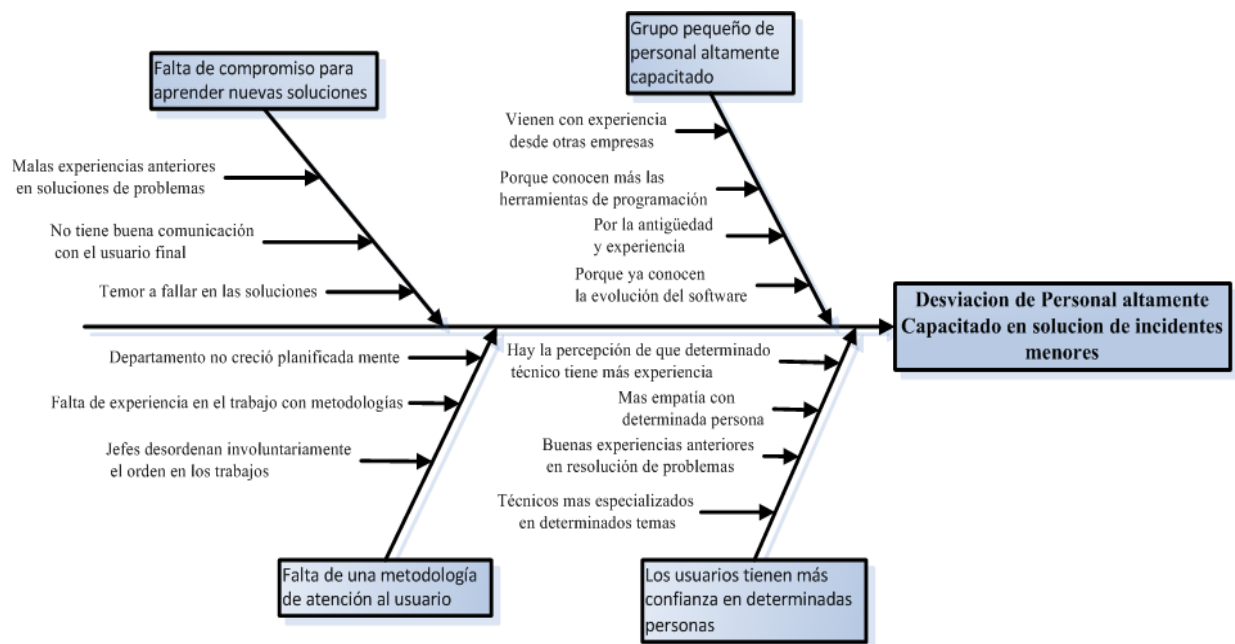 Falta de compromiso para
aprender nuevas soluciones
Malas experiencias anteriores
en soluciones de problemas
No tiene buena comunicación
con el usuario final
Temor a fallar en las soluciones
Grupo pequeño de
personal altamente
capacitado
Vienen con experiencia
desde otras empresas
Porque conocen más las
herramientas de programación
Por la antigüedad
y experiencia
Porque ya conocen
la evolución del software
Desviacion de Personal altamente
Capacitado en solucion de incidentes
menores
Departamento no creció planificada mente
Falta de experiencia en el trabajo con metodologías
Jefes desordenan involuntariamente
el orden en los trabajos
Falta de una metodología
de atención al usuario
Hay la percepción de que determinado
técnico tiene más experiencia
Mas empatía con
determinada persona
Buenas experiencias anteriores
en resolución de problemas
Técnicos mas especializados
en determinados temas
Los usuarios tienen más
confianza en determinadas
personas